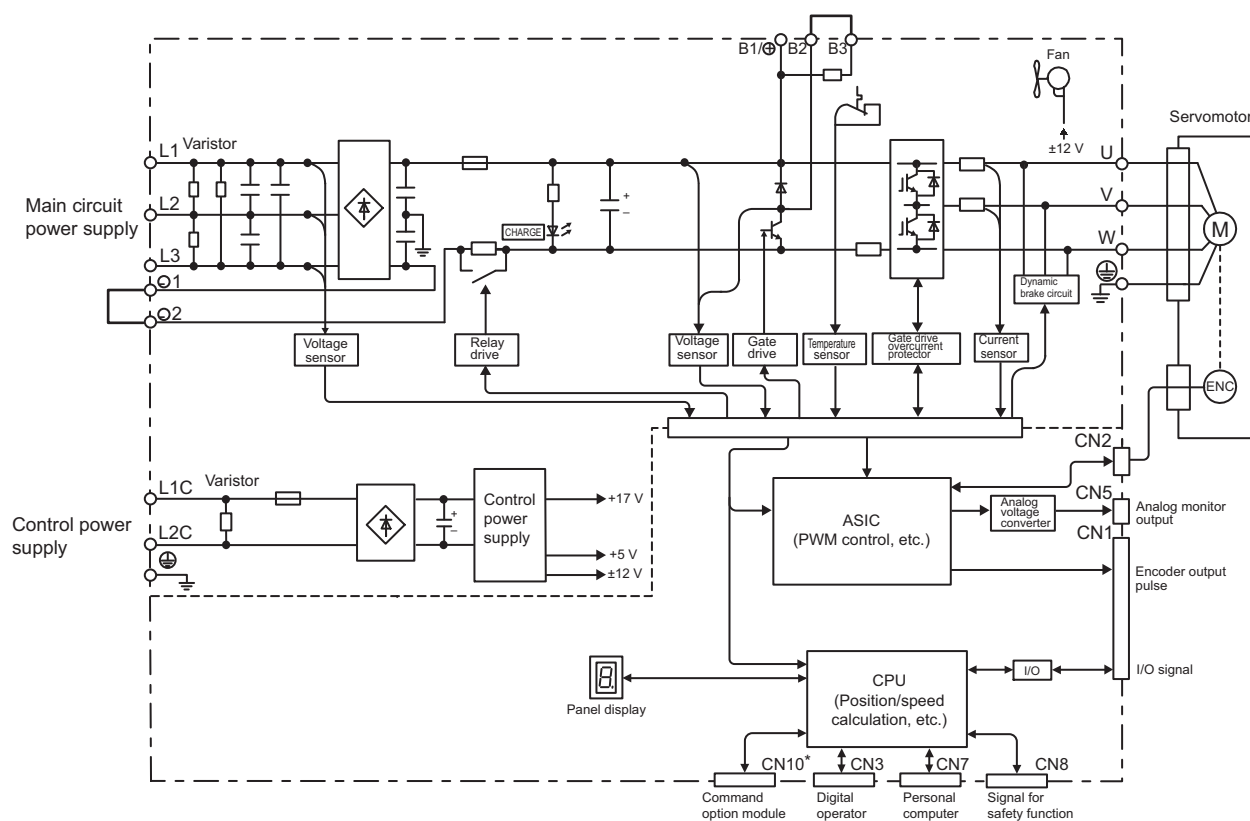 B1/⊕
B2
B3
Fan
±12 V
Servomotor
Varistor
L1
L2
L3
Main circuit
power supply
⊖1
⊖2
CHARGE
+
–
U
V
W
M
ENC
Dynamic
brake circuit
Voltage
sensor
Relay
drive
Voltage
sensor
Gate
drive
Temperature
sensor
Gate drive
overcurrent
protector
Current
sensor
CN2
L1C
Varistor
L2C
Control power
supply
+
–
Control
power
supply
+17 V
+5 V
±12 V
ASIC
(PWM control, etc.)
Analog
voltage
converter
CN5
Analog monitor
output
CN1
Encoder output
pulse
8.
Panel display
CPU
(Position/speed
calculation, etc.)
I/O
I/O signal
CN10*
CN3
CN7
CN8
Command
option module
Digital
operator
Personal
computer
Signal for
safety function